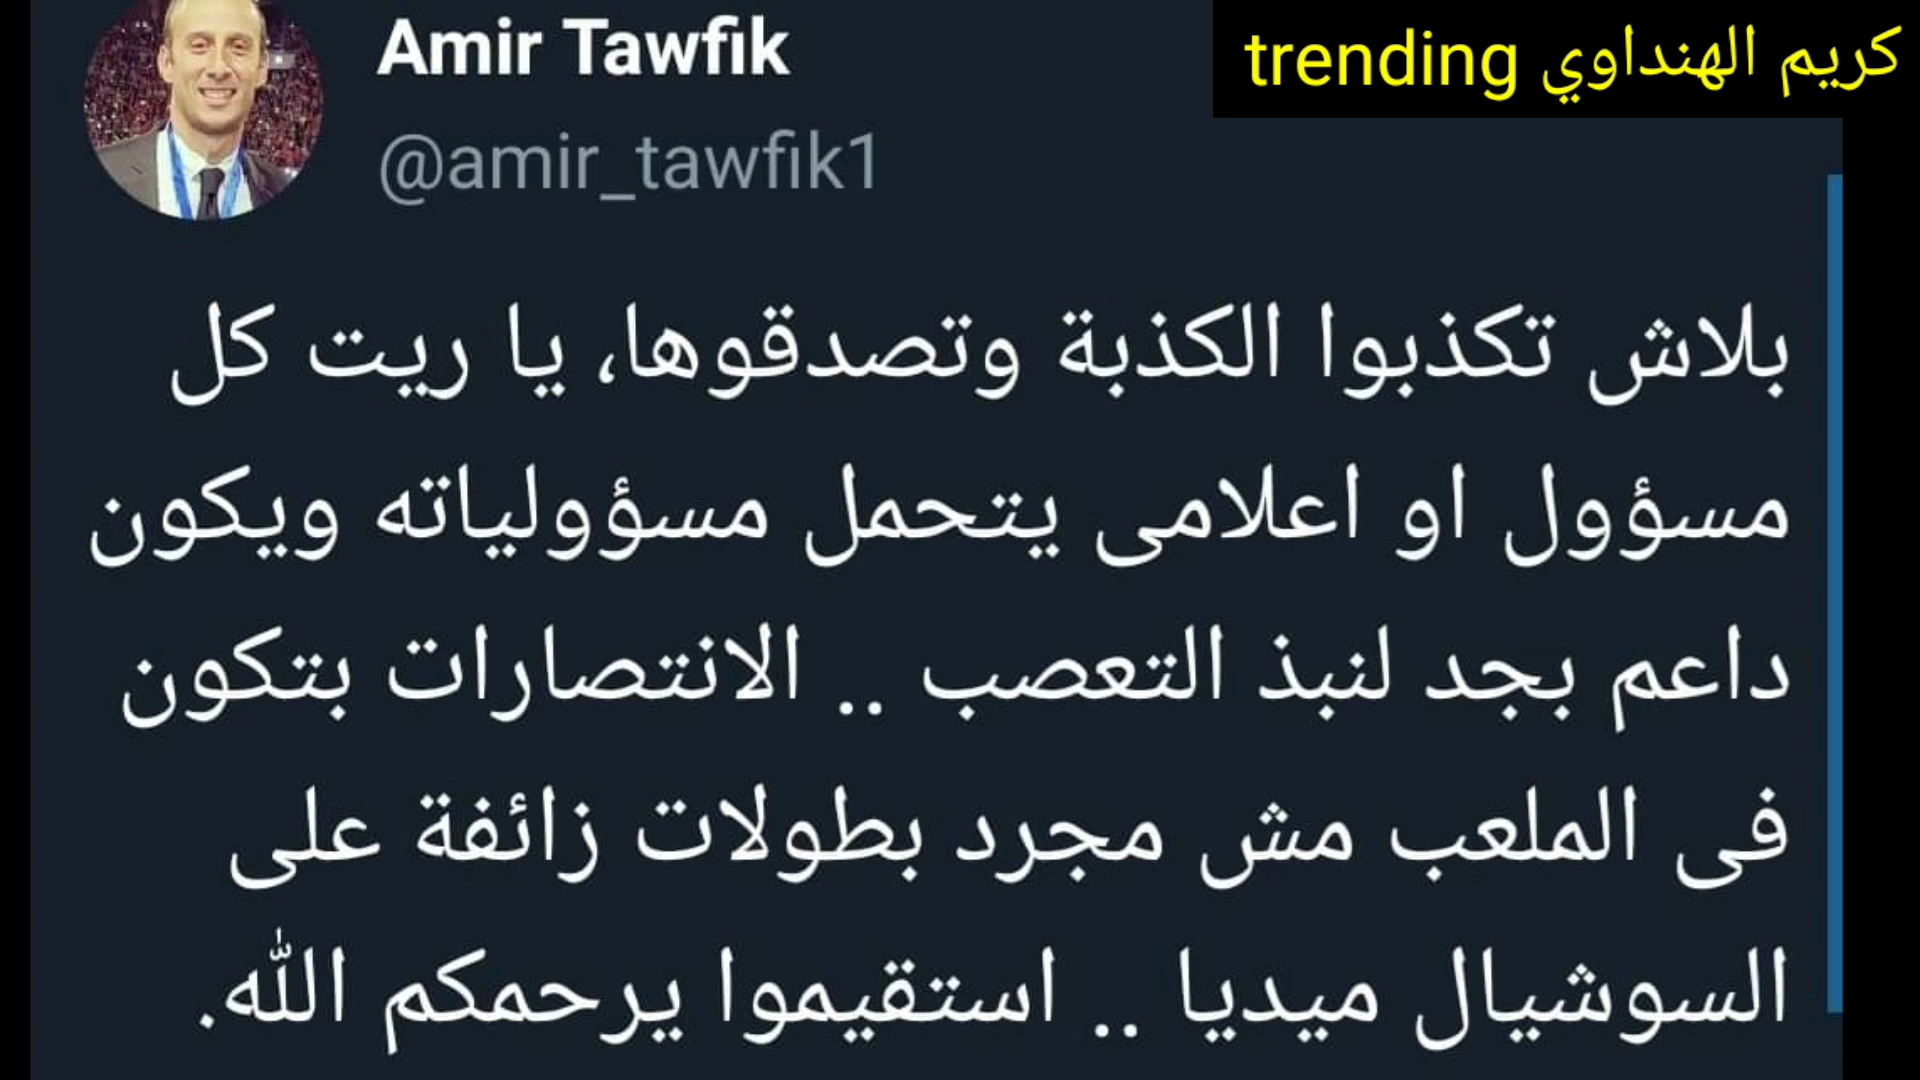 Amir Tawfik
@amir_tawfik1
كريم الهنداوي trending
بلاش تكذبوا الكذبة وتصدقوها، يا ريت كل
مسؤول او اعلامى يتحمل مسؤولياته ويكون
داعم بجد لنبذ التعصب .. الانتصارات بتكون
فى الملعب مش مجرد بطولات زائفة على
السوشيال ميديا .. استقيموا يرحمكم الله.